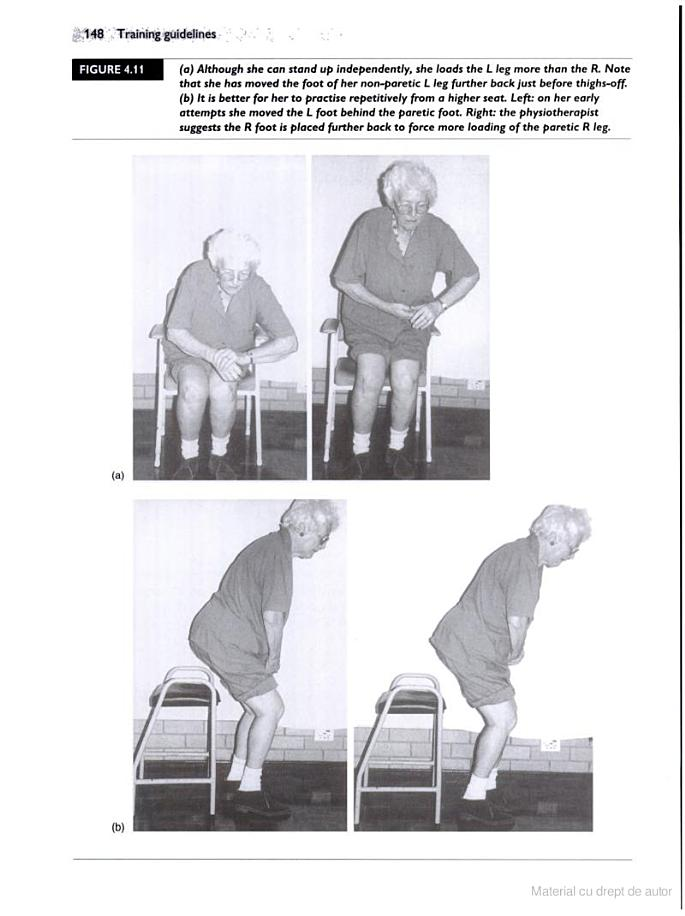 148 Training guidelines
FIGURE 4.11
(a) Although she can stand up independently, she loads the L leg more than the R. Note
that she has moved the foot of her non-paretic L leg further back just before thighs-off.
(b) It is better for her to practise repetitively from a higher seat. Left: on her early
attempts she moved the L foot behind the paretic foot. Right: the physiotherapist
suggests the R foot is placed further back to force more loading of the paretic R leg.
(a)
(b)
Material cu drept de autor